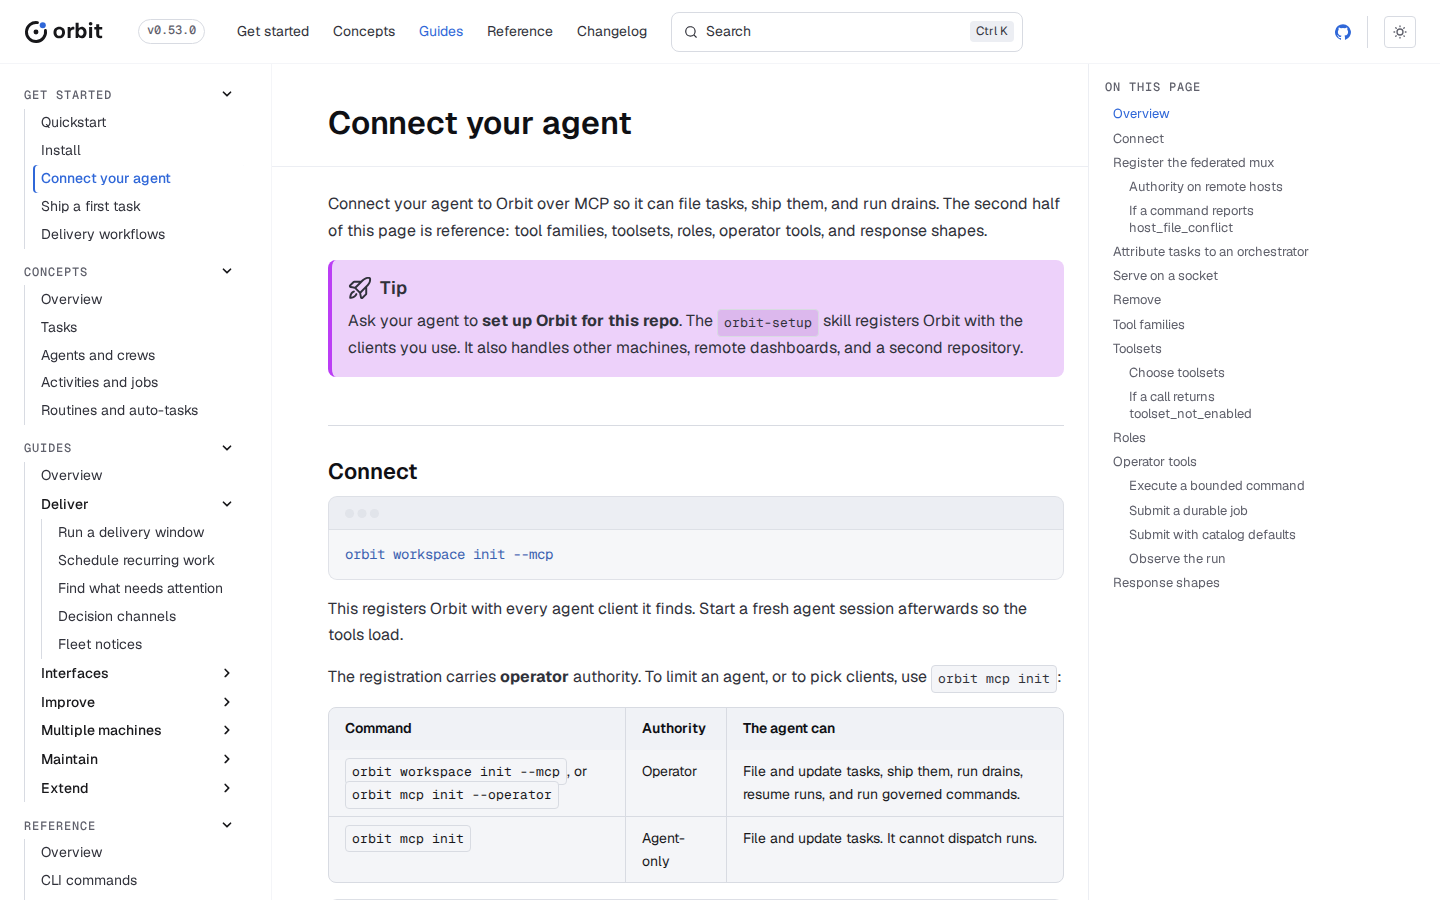 orbit
v0.53.0
Get started
Concepts
Guides
Reference
Changelog
Search
Ctrl K
GET STARTED
Quickstart
Install
Connect your agent
Ship a first task
Delivery workflows
CONCEPTS
Overview
Tasks
Agents and crews
Activities and jobs
Routines and auto-tasks
GUIDES
Overview
Deliver
Run a delivery window
Schedule recurring work
Find what needs attention
Decision channels
Fleet notices
Interfaces
Improve
Multiple machines
Maintain
Extend
REFERENCE
Overview
CLI commands
Connect your agent
Connect your agent to Orbit over MCP so it can file tasks, ship them, and run drains. The second half
of this page is reference: tool families, toolsets, roles, operator tools, and response shapes.
Tip
Ask your agent to set up Orbit for this repo. The orbit-setup skill registers Orbit with the
clients you use. It also handles other machines, remote dashboards, and a second repository.
Connect
orbit workspace init --mcp
This registers Orbit with every agent client it finds. Start a fresh agent session afterwards so the
tools load.
The registration carries operator authority. To limit an agent, or to pick clients, use orbit mcp init:
Command
Authority
The agent can
orbit workspace init --mcp, or
orbit mcp init --operator
Operator
File and update tasks, ship them, run drains,
resume runs, and run governed commands.
orbit mcp init
Agent-
only
File and update tasks. It cannot dispatch runs.
ON THIS PAGE
Overview
Connect
Register the federated mux
Authority on remote hosts
If a command reports
host_file_conflict
Attribute tasks to an orchestrator
Serve on a socket
Remove
Tool families
Toolsets
Choose toolsets
If a call returns
toolset_not_enabled
Roles
Operator tools
Execute a bounded command
Submit a durable job
Submit with catalog defaults
Observe the run
Response shapes